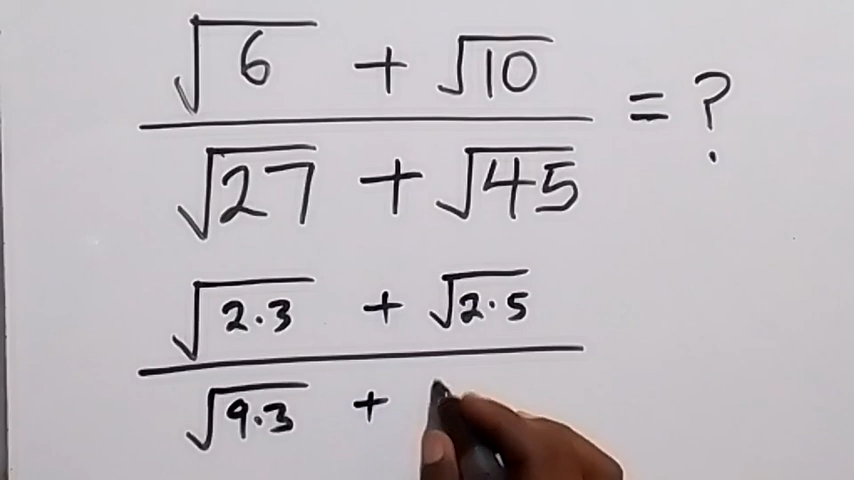 √6 + √10
= ?
√27 + √45
√2·3 + √2·5
√9·3 +